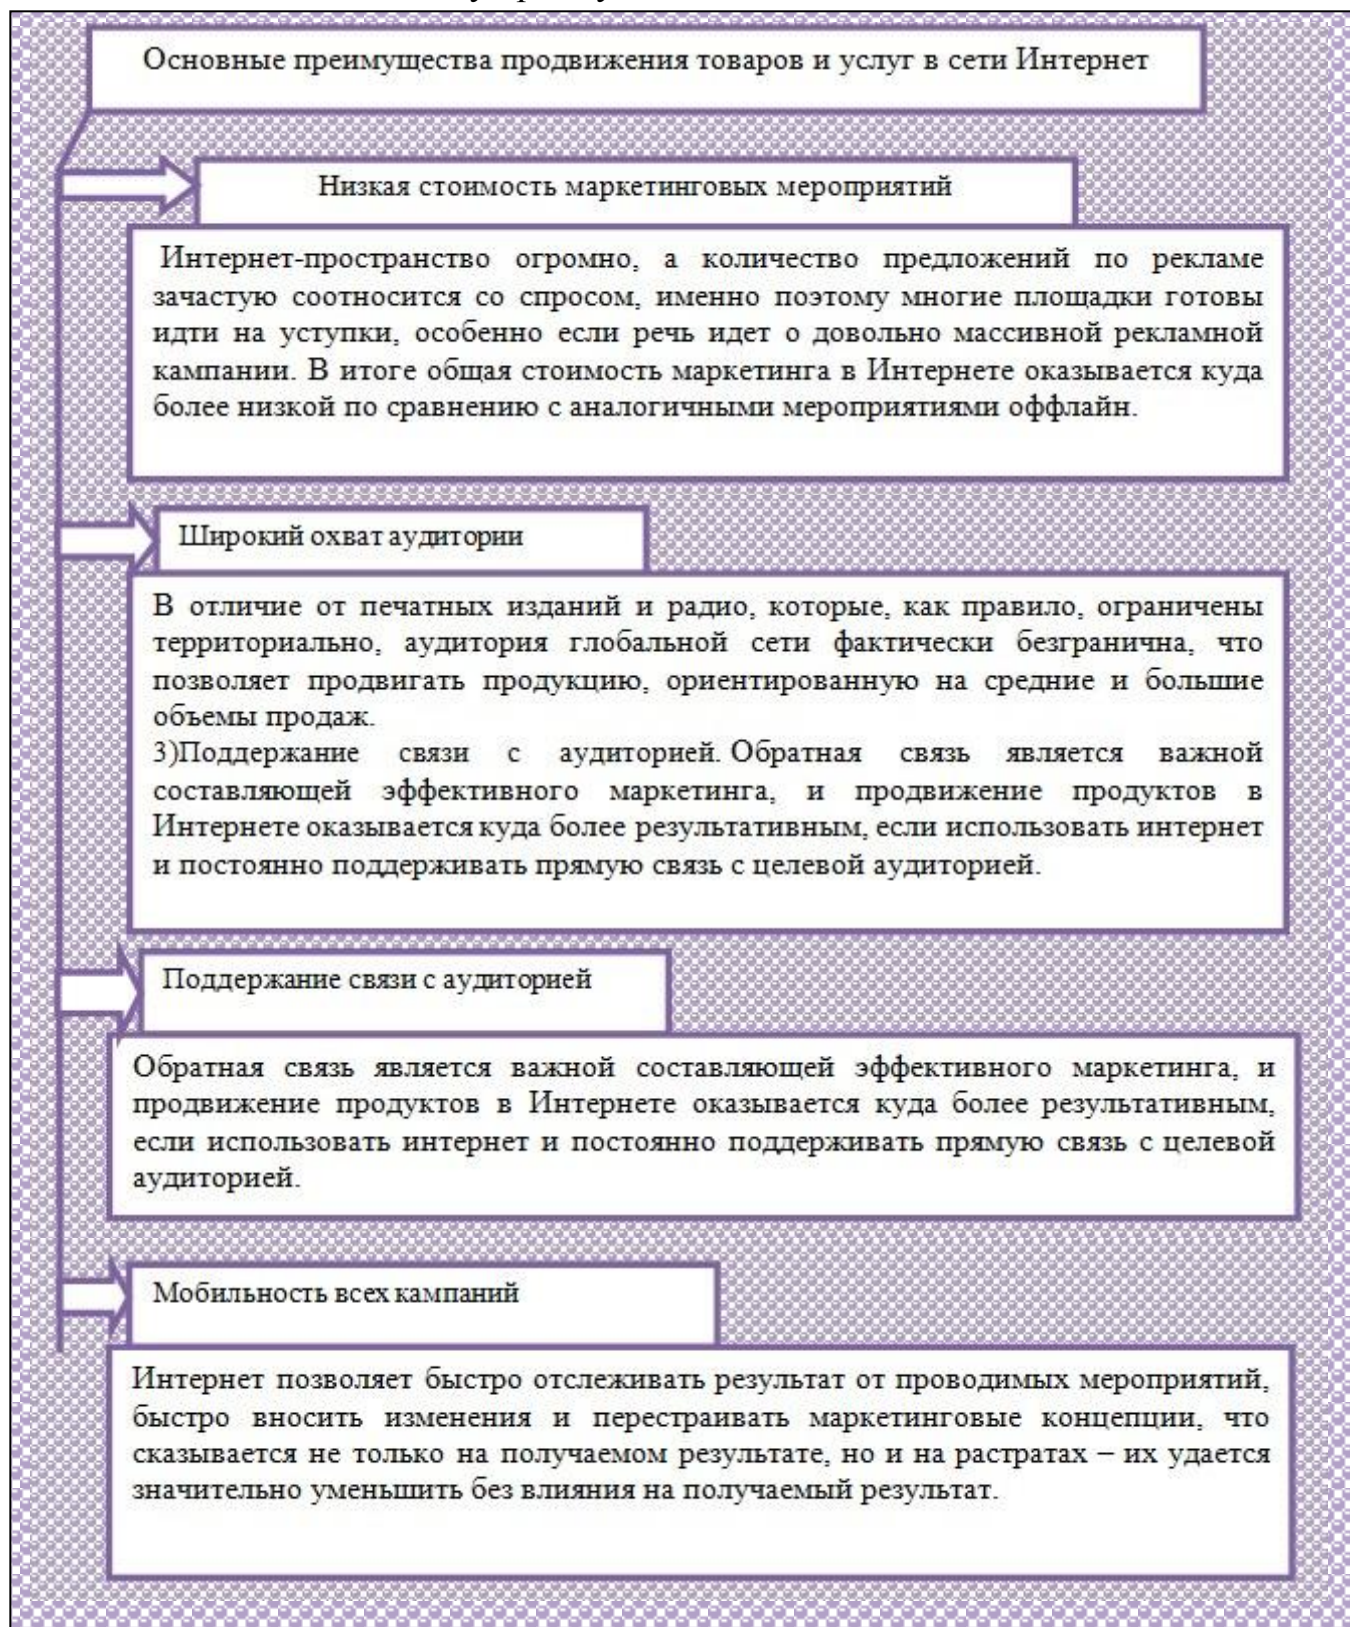 Основные преимущества продвижения товаров и услуг в сети Интернет
Низкая стоимость маркетинговых мероприятий
Интернет-пространство огромно, а количество предложений по рекламе
зачастую соотносится со спросом, именно поэтому многие площадки готовы
идти на уступки, особенно если речь идет о довольно массивной рекламной
кампании. В итоге общая стоимость маркетинга в Интернете оказывается куда
более низкой по сравнению с аналогичными мероприятиями оффлайн.
Широкий охват аудитории
В отличие от печатных изданий и радио, которые, как правило, ограничены
территориально, аудитория глобальной сети фактически безгранична, что
позволяет продвигать продукцию, ориентированную на средние и большие
объемы продаж.
3)Поддержание связи с аудиторией. Обратная связь является важной
составляющей эффективного маркетинга, и продвижение продуктов в
Интернете оказывается куда более результативным, если использовать интернет
и постоянно поддерживать прямую связь с целевой аудиторией.
Поддержание связи с аудиторией
Обратная связь является важной составляющей эффективного маркетинга, и
продвижение продуктов в Интернете оказывается куда более результативным,
если использовать интернет и постоянно поддерживать прямую связь с целевой
аудиторией.
Мобильность всех кампаний
Интернет позволяет быстро отслеживать результат от проводимых мероприятий,
быстро вносить изменения и перестраивать маркетинговые концепции, что
сказывается не только на получаемом результате, но и на растратах – их удается
значительно уменьшить без влияния на получаемый результат.